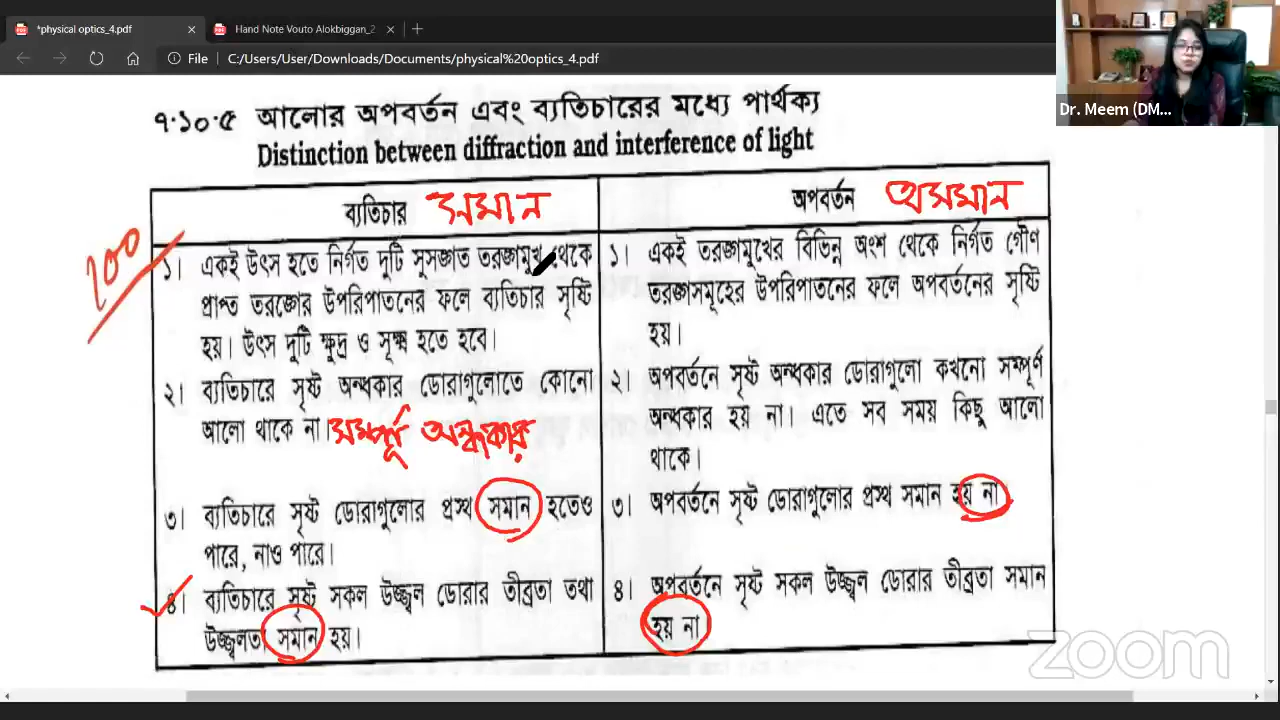 *physical optics_4.pdf
Hand Note Vouto Alokbiggan_2
File C:/Users/User/Downloads/Documents/physical%20optics_4.pdf
Dr. Meem (DM...
৭·১০·৫ আলোর অপবর্তন এবং ব্যতিচারের মধ্যে পার্থক্য
Distinction between diffraction and interference of light
ব্যতিচার সমান
১। একই উৎস হতে নির্গত দুটি সুসঙ্গত তরঙ্গমুখ থেকে
প্রাপ্ত তরঙ্গের উপরিপাতনের ফলে ব্যতিচার সৃষ্টি
হয়। উৎস দুটি ক্ষুদ্র ও সূক্ষ্ম হতে হবে।
২। ব্যতিচারে সৃষ্ট অন্ধকার ডোরাগুলোতে কোনো
আলো থাকে না। সম্পূর্ণ অন্ধকার
৩। ব্যতিচারে সৃষ্ট ডোরাগুলোর প্রস্থ সমান হতেও
পারে, নাও পারে।
৪। ব্যতিচারে সৃষ্ট সকল উজ্জ্বল ডোরার তীব্রতা তথা
উজ্জ্বলতা সমান হয়।
অপবর্তন অসমান
১। একই তরঙ্গমুখের বিভিন্ন অংশ থেকে নির্গত গৌণ
তরঙ্গসমূহের উপরিপাতনের ফলে অপবর্তনের সৃষ্টি
হয়।
২। অপবর্তনে সৃষ্ট অন্ধকার ডোরাগুলো কখনো সম্পূর্ণ
অন্ধকার হয় না। এতে সব সময় কিছু আলো
থাকে।
৩। অপবর্তনে সৃষ্ট ডোরাগুলোর প্রস্থ সমান হয় না
৪। অপবর্তনে সৃষ্ট সকল উজ্জ্বল ডোরার তীব্রতা সমান
হয় না
zoom